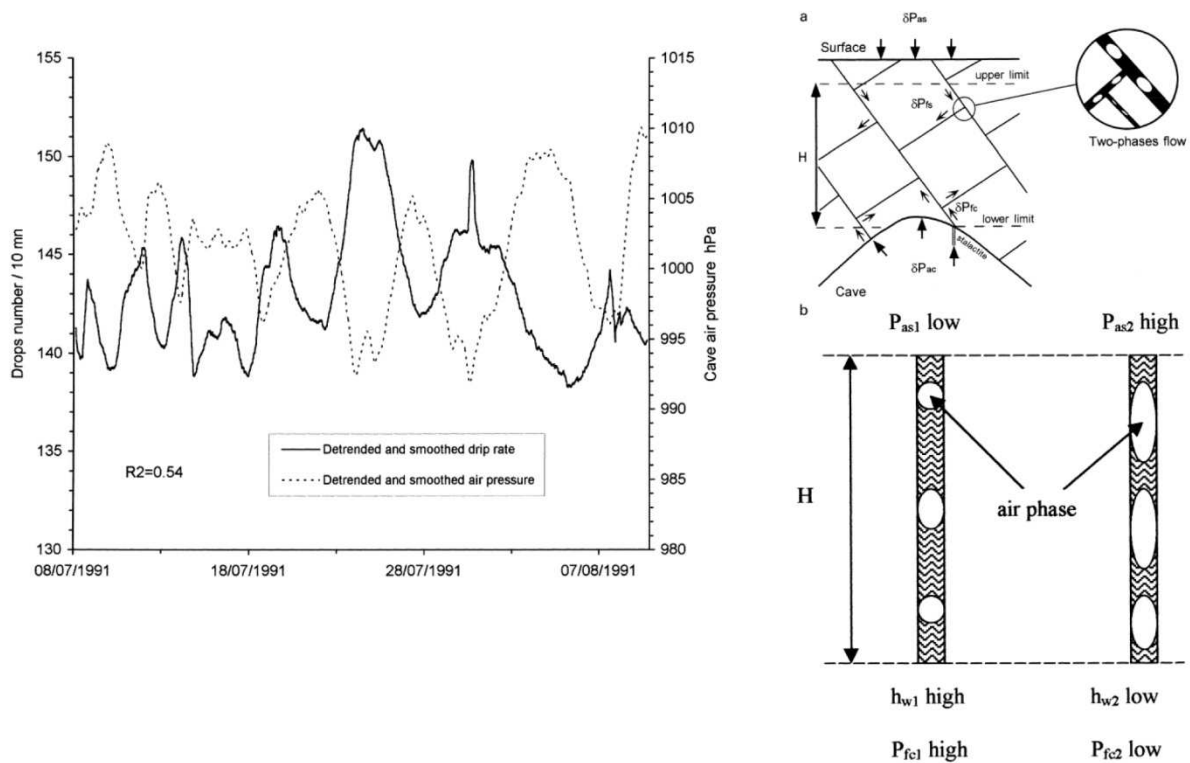 155
150
145
140
135
130
Drops number / 10 mn
1015
1010
1005
1000
995
990
985
980
Cave air pressure hPa
R2=0.54
Detrended and smoothed drip rate
Detrended and smoothed air pressure
08/07/1991
18/07/1991
28/07/1991
07/08/1991
a
δPas
Surface
upper limit
δPfs
H
Two-phases flow
δPfc
lower limit
stalactite
δPac
Cave
b
Pas1 low
Pas2 high
H
air phase
hw1 high
hw2 low
Pfc1 high
Pfc2 low